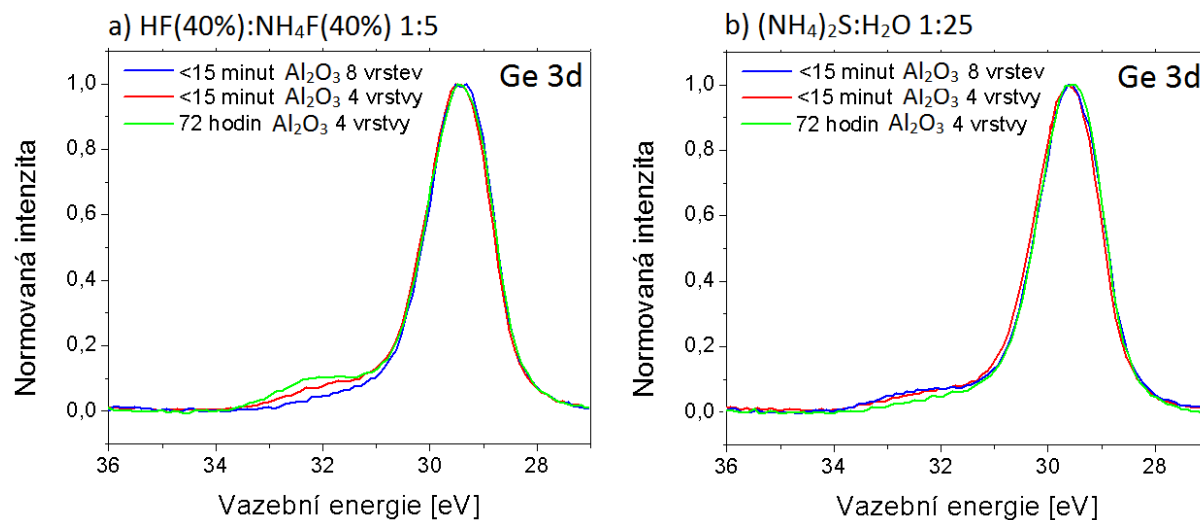 a) HF(40%):NH₄F(40%) 1:5
<15 minut Al₂O₃ 8 vrstev
<15 minut Al₂O₃ 4 vrstvy
72 hodin Al₂O₃ 4 vrstvy
Ge 3d
Normovaná intenzita
1,0
0,8
0,6
0,4
0,2
0,0
36 34 32 30 28
Vazební energie [eV]
b) (NH₄)₂S:H₂O 1:25
<15 minut Al₂O₃ 8 vrstev
<15 minut Al₂O₃ 4 vrstvy
72 hodin Al₂O₃ 4 vrstvy
Ge 3d
Normovaná intenzita
1,0
0,8
0,6
0,4
0,2
0,0
36 34 32 30 28
Vazební energie [eV]